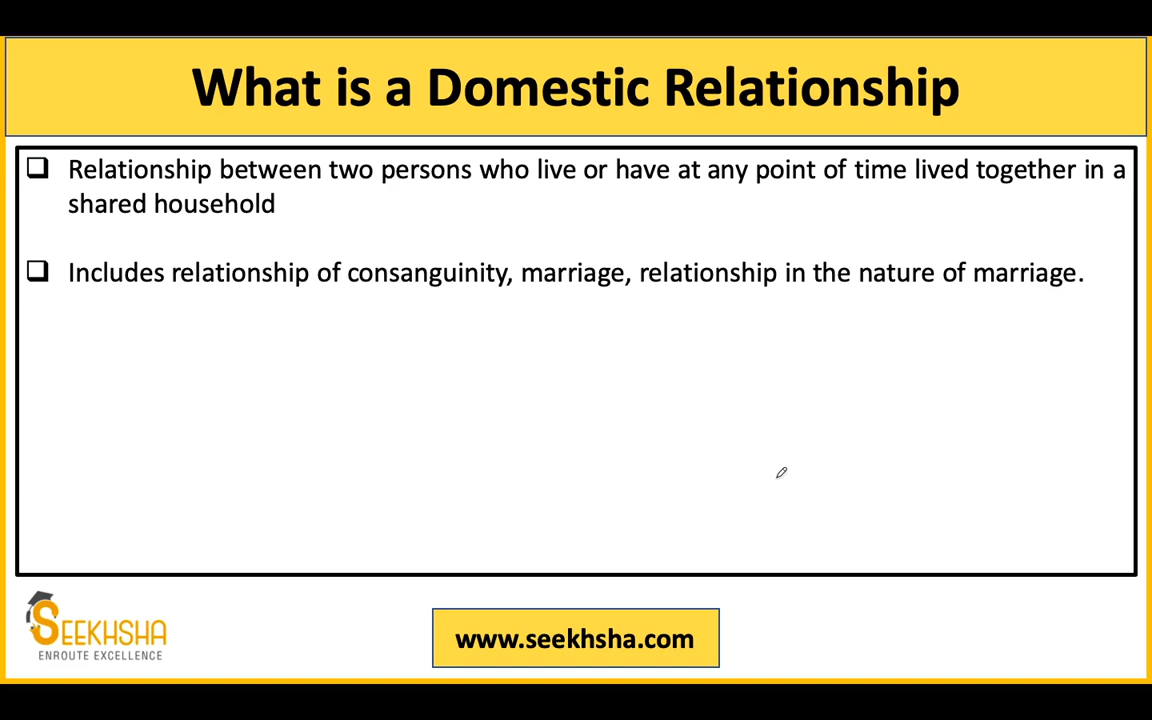 What is a Domestic Relationship
Relationship between two persons who live or have at any point of time lived together in a
shared household
Includes relationship of consanguinity, marriage, relationship in the nature of marriage.
SEEKHSHA
ENROUTE EXCELLENCE
www.seekhsha.com